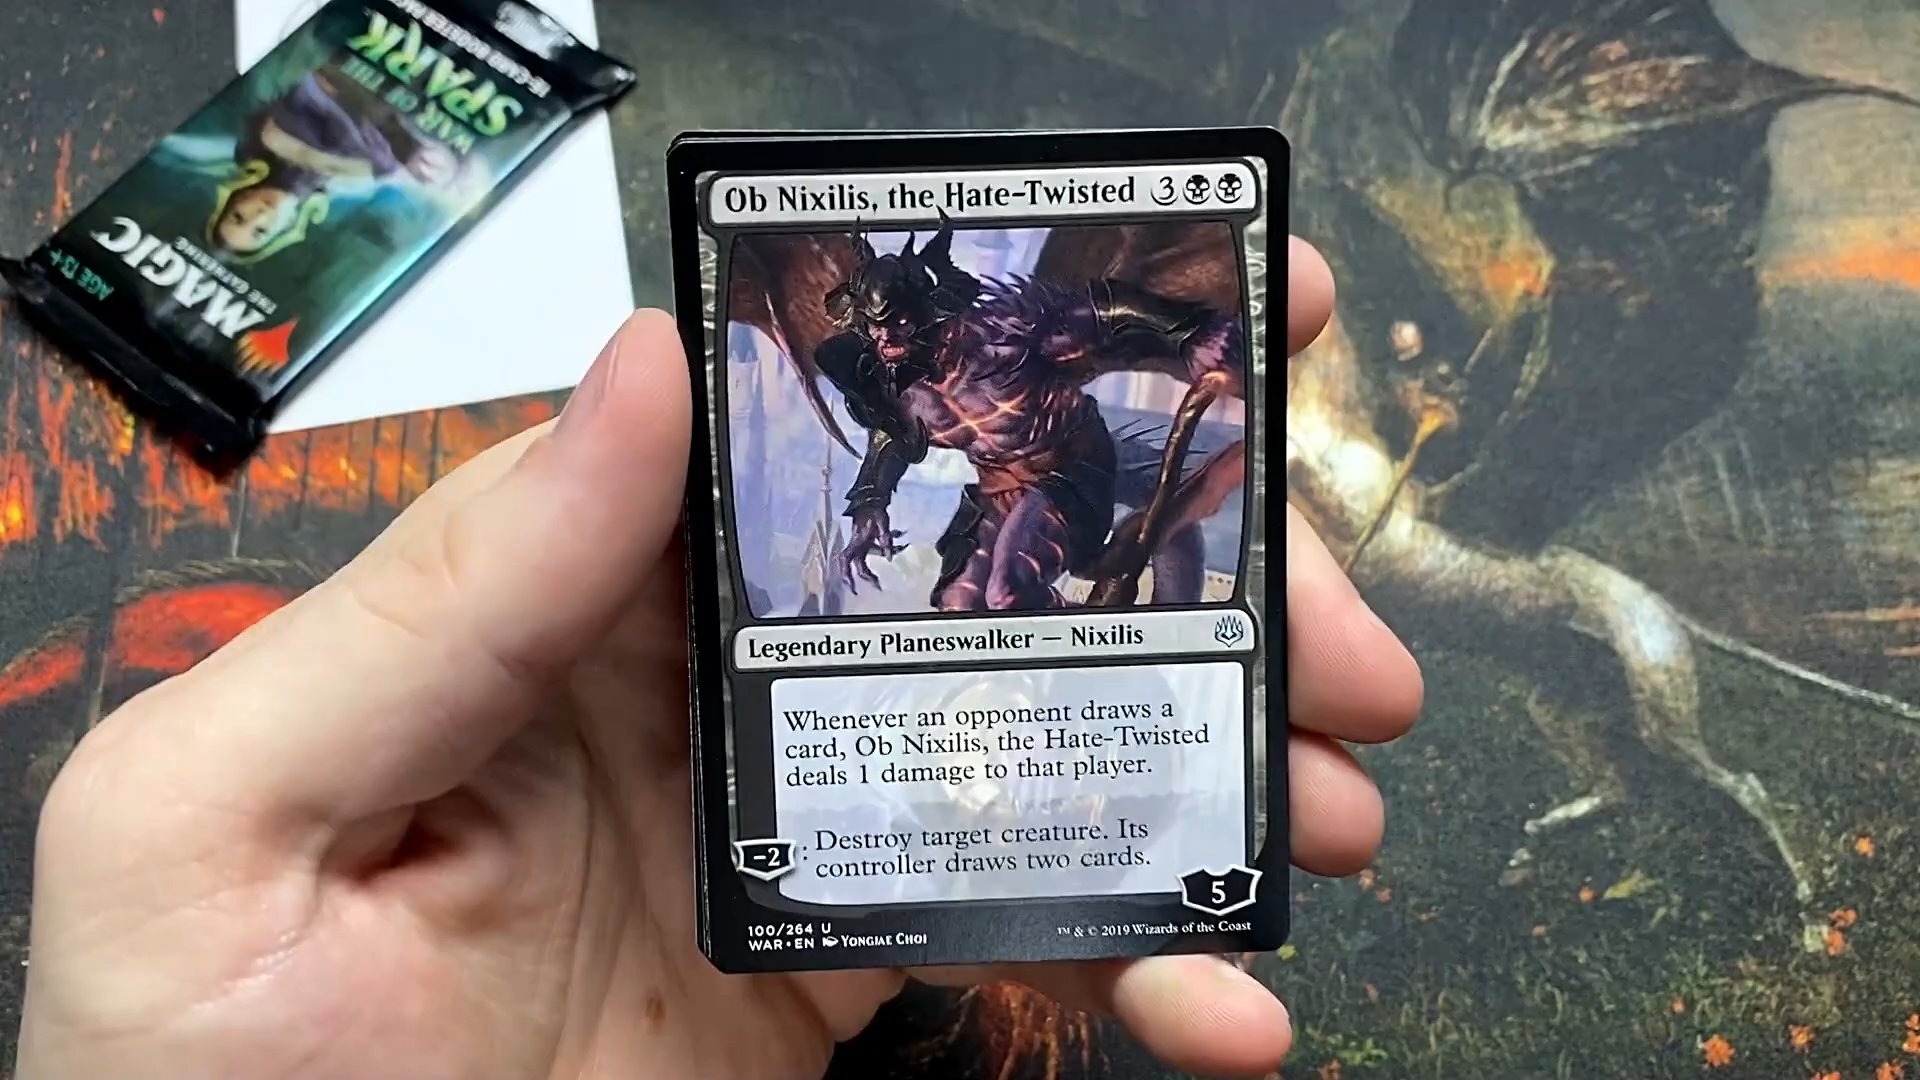 MAGIC
THE GATHERING
AGE 13+
WAR OF THE
SPARK
Ob Nixilis, the Hate-Twisted 3
Legendary Planeswalker — Nixilis
Whenever an opponent draws a
card, Ob Nixilis, the Hate-Twisted
deals 1 damage to that player.
-2 : Destroy target creature. Its
controller draws two cards.
5
100/264 U
WAR • EN YONGJAE CHOI
™ & © 2019 Wizards of the Coast